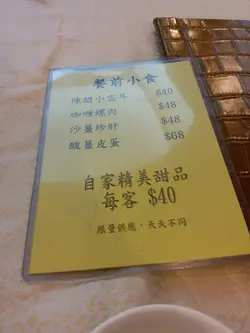 餐前小食
陳醋小雲耳 $40
咖喱螺肉 $48
沙薑珍肝 $48
酸薑皮蛋 $68
自家精美甜品
每客 $40
限量供應，天天不同